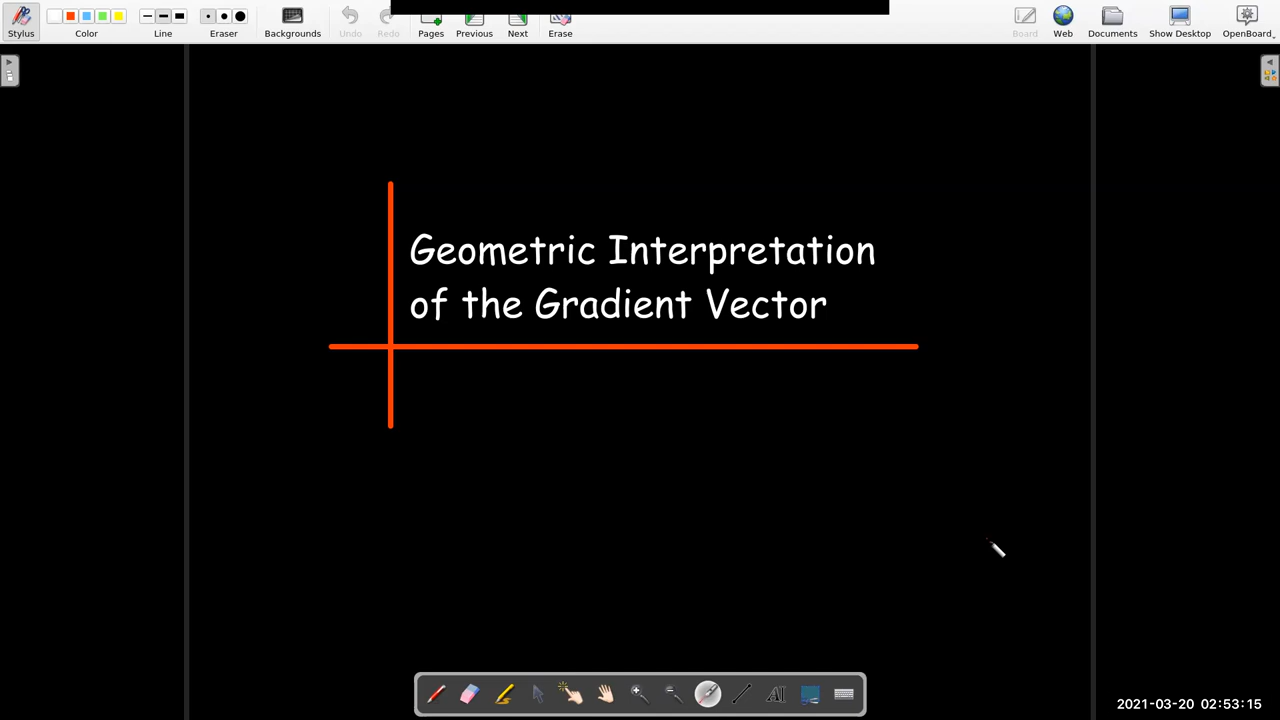 Stylus
Color
Line
Eraser
Backgrounds
Undo
Redo
Pages
Previous
Next
Erase
Board
Web
Documents
Show Desktop
OpenBoard
Geometric Interpretation
of the Gradient Vector
AI
2021-03-20 02:53:15